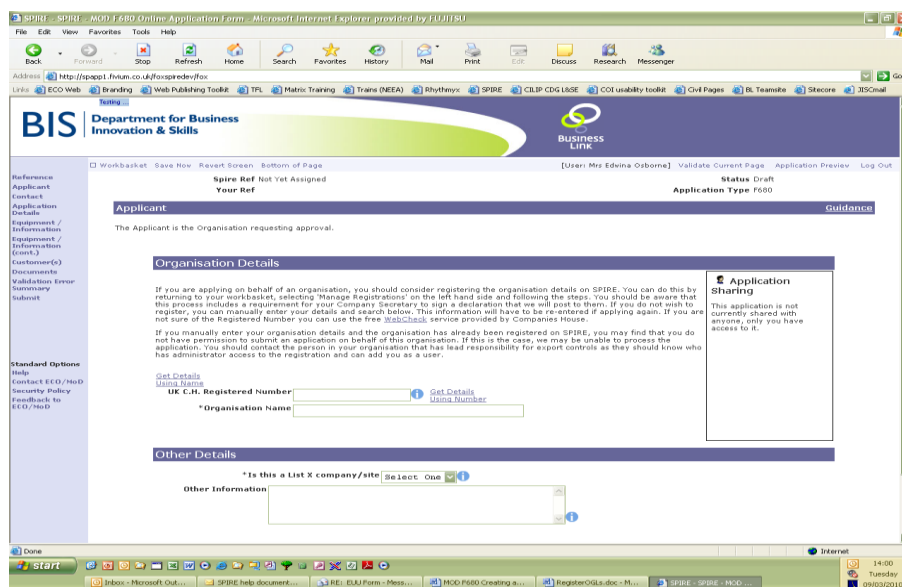 SPIRE - SPIRE - MOD F680 Online Application Form - Microsoft Internet Explorer provided by FUJITSU
File Edit View Favorites Tools Help
Back Forward Stop Refresh Home Search Favorites History Mail Print Edit Discuss Research Messenger
Address http://spapp1.fivium.co.uk/foxspiredev/fox Go
Links ECO Web Branding Web Publishing Toolkit TFL Matrix Training Trains (NEEA) Rhythmyx SPIRE CILIP CDG L&SE COI usability toolkit Civil Pages BL Teamsite Sitecore JISCmail
Testing ...
BIS Department for Business Innovation & Skills
Business Link
Workbasket Save Now Revert Screen Bottom of Page [User: Mrs Edwina Osborne] Validate Current Page Application Preview Log Out
Reference
Applicant
Contact
Application Details
Equipment / Information
Equipment / Information (cont.)
Customer(s)
Documents
Validation Error Summary
Submit
Standard Options
Help
Contact ECO/MoD
Security Policy
Feedback to ECO/MoD
Spire Ref Not Yet Assigned Status Draft
Your Ref Application Type F680
Applicant Guidance
The Applicant is the Organisation requesting approval.
Organisation Details
If you are applying on behalf of an organisation, you should consider registering the organisation details on SPIRE. You can do this by
returning to your workbasket, selecting 'Manage Registrations' on the left hand side and following the steps. You should be aware that
this process includes a requirement for your Company Secretary to sign a declaration that we will post to them. If you do not wish to
register, you can manually enter your details and search below. This information will have to be re-entered if applying again. If you are
not sure of the Registered Number you can use the free WebCheck service provided by Companies House.
If you manually enter your organisation details and the organisation has already been registered on SPIRE, you may find that you do
not have permission to submit an application on behalf of this organisation. If this is the case, we may be unable to process the
application. You should contact the person in your organisation that has lead responsibility for export controls as they should know who
has administrator access to the registration and can add you as a user.
Application Sharing
This application is not
currently shared with
anyone, only you have
access to it.
Get Details
Using Name
UK C.H. Registered Number Get Details
Using Number
*Organisation Name
Other Details
*Is this a List X company/site Select One
Other Information
Done Internet
start 14:00
Tuesday
Inbox - Microsoft Out... SPIRE help document... RE: EUU Form - Mess... MOD F680 Creating a... RegisterOGLs.doc - M... SPIRE - SPIRE - MOD ... 09/03/2010